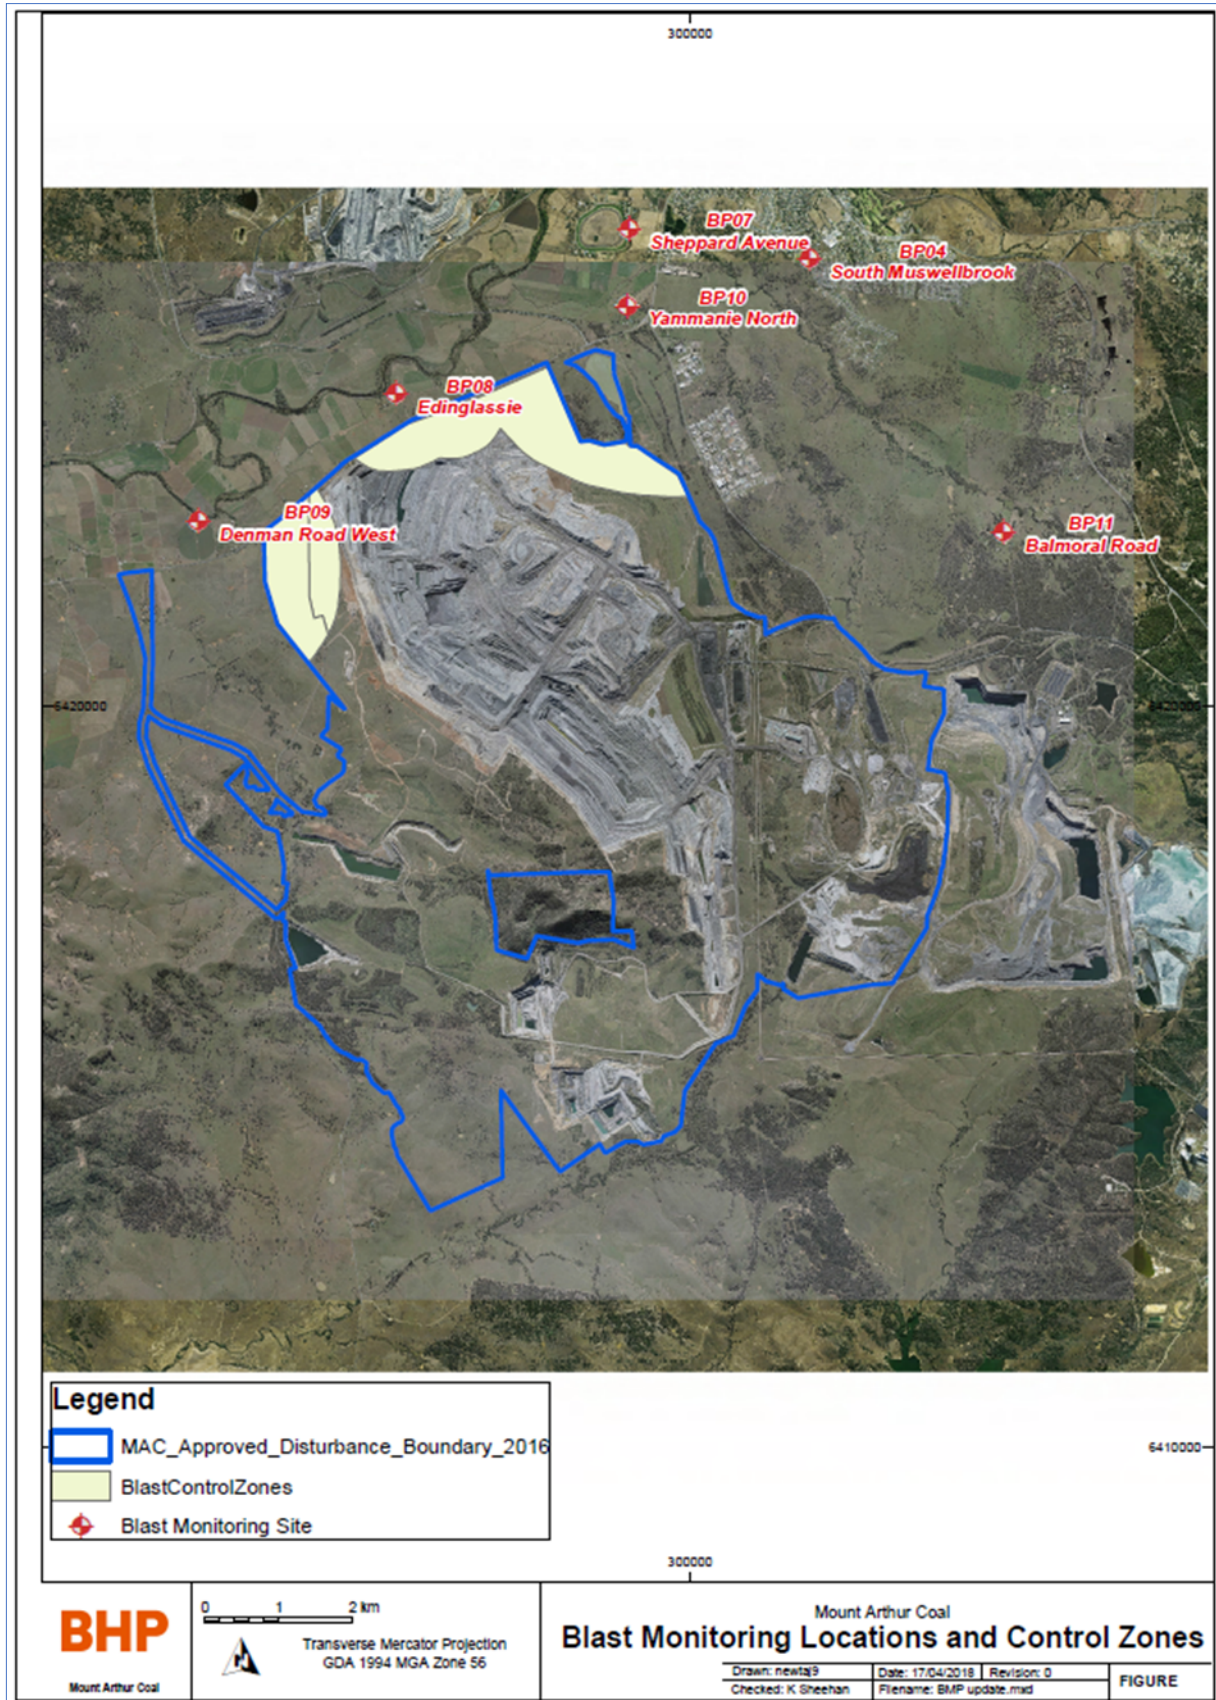 300000
BP07
Sheppard Avenue
BP04
South Muswellbrook
BP10
Yammanie North
BP08
Edinglassie
BP09
Denman Road West
BP11
Balmoral Road
6420000
6420000
Legend
MAC_Approved_Disturbance_Boundary_2016
BlastControlZones
Blast Monitoring Site
6410000
300000
BHP
Mount Arthur Coal
0 1 2 km
N
Transverse Mercator Projection
GDA 1994 MGA Zone 56
Mount Arthur Coal
Blast Monitoring Locations and Control Zones
Drawn: newtaj9
Date: 17/04/2018
Revision: 0
Checked: K Sheehan
Filename: BMP update.mxd
FIGURE